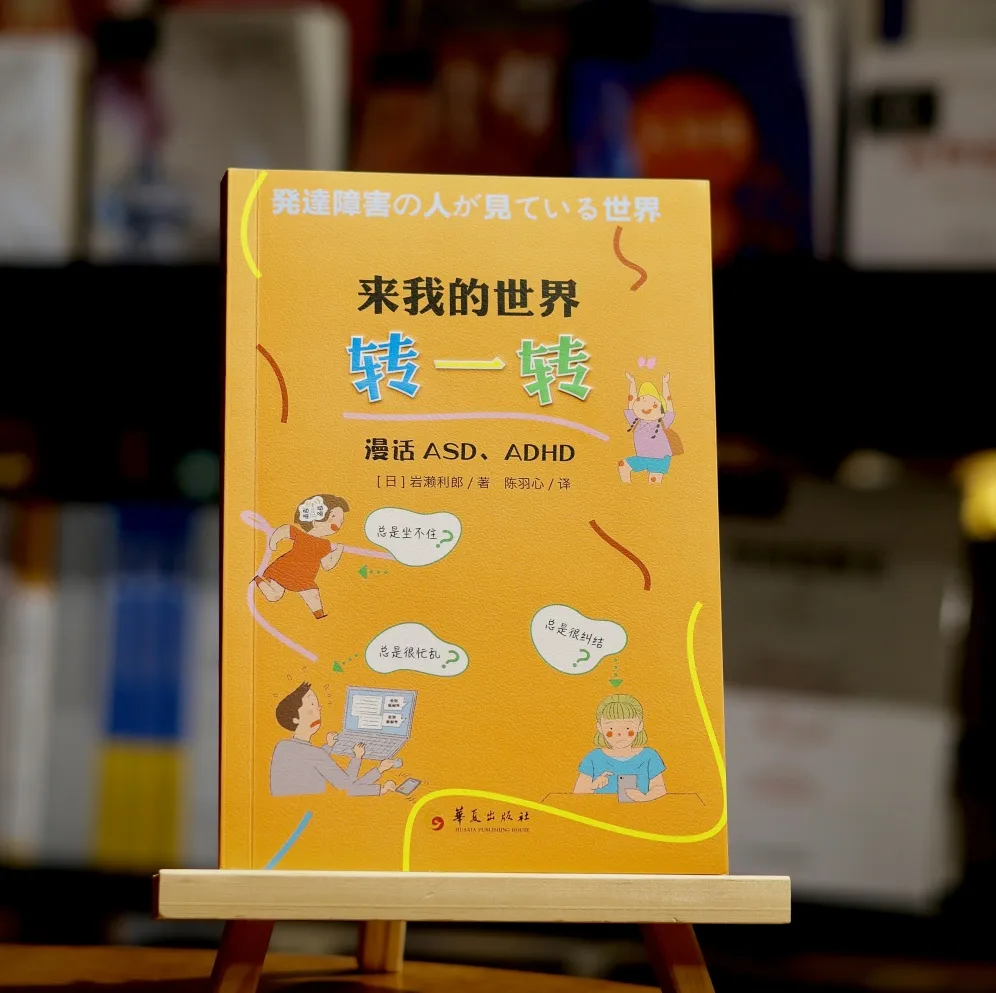 発達障害の人が見ている世界
来我的世界
转一转
漫话 ASD、ADHD
[日]岩濑利郎/著 陈羽心/译
总是坐不住?
总是很纠结?
总是很忙乱?
華夏出版社
HUAXIA PUBLISHING HOUSE